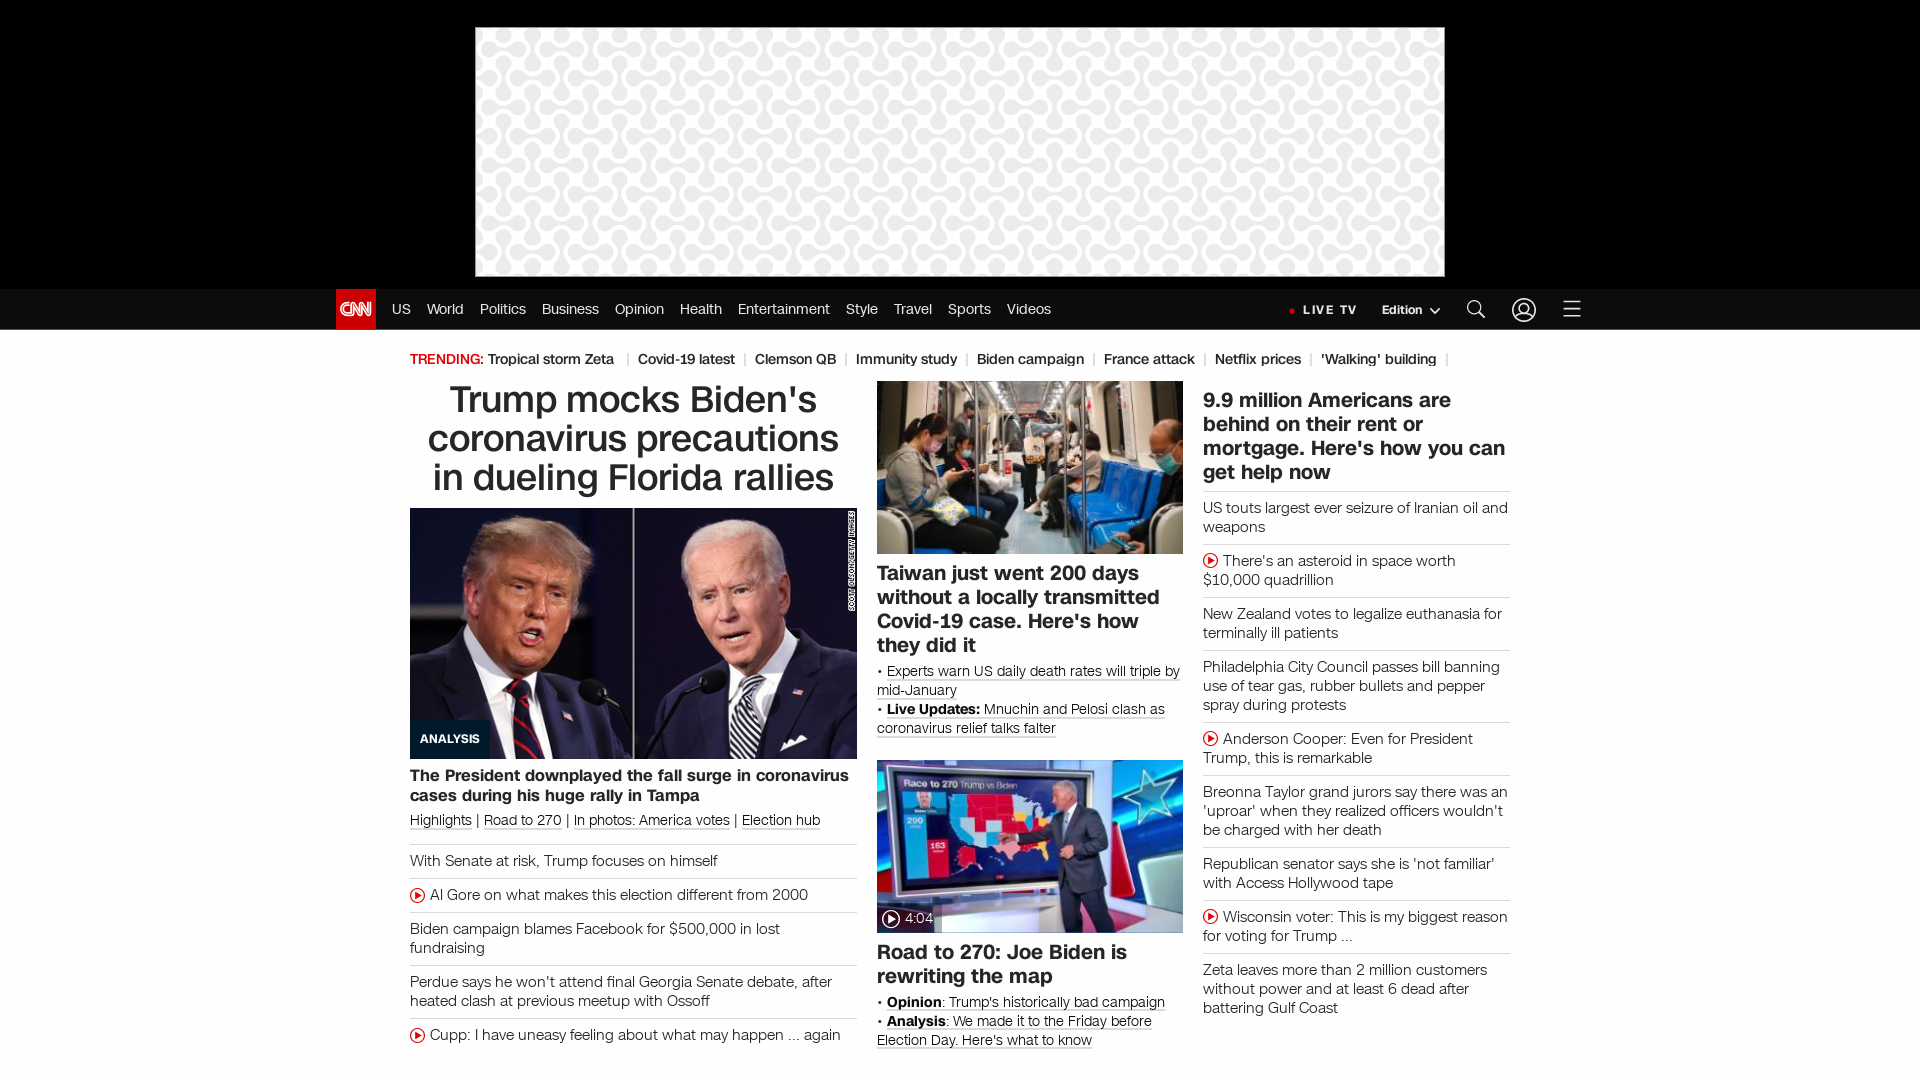 CNN
US World Politics Business Opinion Health Entertainment Style Travel Sports Videos
LIVE TV Edition
TRENDING: Tropical storm Zeta Covid-19 latest Clemson QB Immunity study Biden campaign France attack Netflix prices 'Walking' building
Trump mocks Biden's
coronavirus precautions
in dueling Florida rallies
SCOTT OLSON/GETTY IMAGES
ANALYSIS
The President downplayed the fall surge in coronavirus
cases during his huge rally in Tampa
Highlights | Road to 270 | In photos: America votes | Election hub
With Senate at risk, Trump focuses on himself
Al Gore on what makes this election different from 2000
Biden campaign blames Facebook for $500,000 in lost
fundraising
Perdue says he won't attend final Georgia Senate debate, after
heated clash at previous meetup with Ossoff
Cupp: I have uneasy feeling about what may happen ... again
Taiwan just went 200 days
without a locally transmitted
Covid-19 case. Here's how
they did it
• Experts warn US daily death rates will triple by
mid-January
• Live Updates: Mnuchin and Pelosi clash as
coronavirus relief talks falter
Race to 270 Trump vs Biden
290
163
4:04
Road to 270: Joe Biden is
rewriting the map
• Opinion: Trump's historically bad campaign
• Analysis: We made it to the Friday before
Election Day. Here's what to know
9.9 million Americans are
behind on their rent or
mortgage. Here's how you can
get help now
US touts largest ever seizure of Iranian oil and
weapons
There's an asteroid in space worth
$10,000 quadrillion
New Zealand votes to legalize euthanasia for
terminally ill patients
Philadelphia City Council passes bill banning
use of tear gas, rubber bullets and pepper
spray during protests
Anderson Cooper: Even for President
Trump, this is remarkable
Breonna Taylor grand jurors say there was an
'uproar' when they realized officers wouldn't
be charged with her death
Republican senator says she is 'not familiar'
with Access Hollywood tape
Wisconsin voter: This is my biggest reason
for voting for Trump ...
Zeta leaves more than 2 million customers
without power and at least 6 dead after
battering Gulf Coast